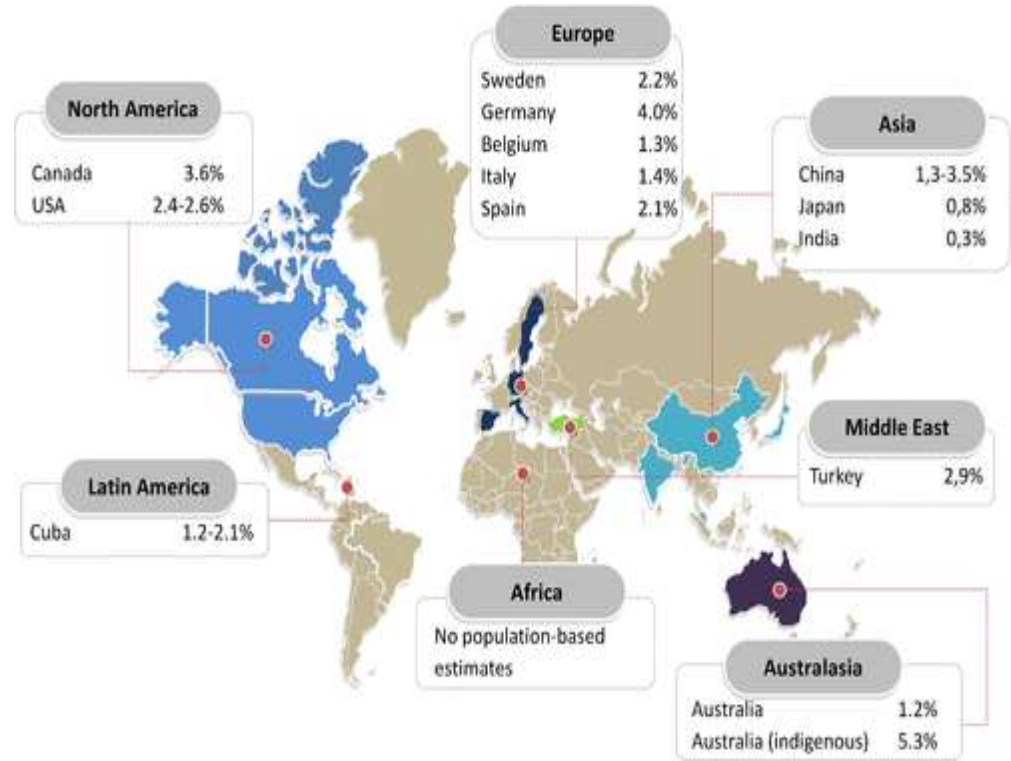 Europe
Sweden 2.2%
Germany 4.0%
Belgium 1.3%
Italy 1.4%
Spain 2.1%
North America
Canada 3.6%
USA 2.4-2.6%
Asia
China 1,3-3.5%
Japan 0,8%
India 0,3%
Middle East
Turkey 2,9%
Latin America
Cuba 1.2-2.1%
Africa
No population-based
estimates
Australasia
Australia 1.2%
Australia (indigenous) 5.3%